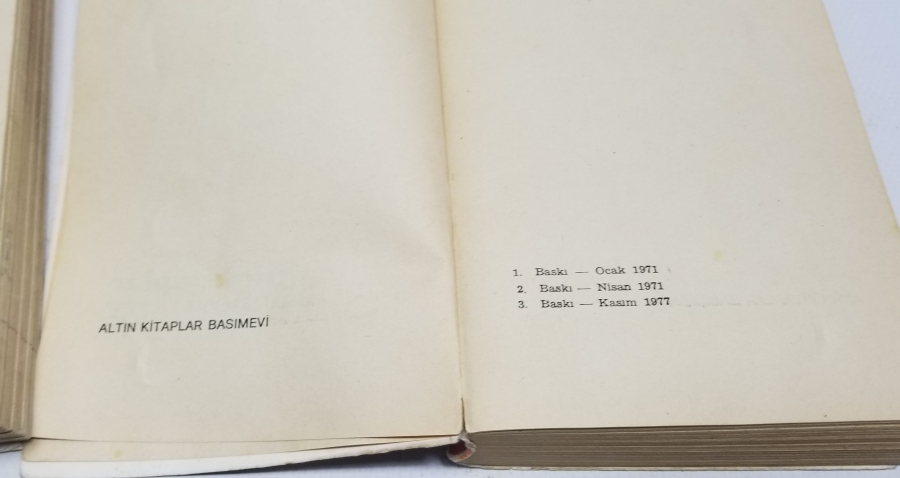 ALTIN KİTAPLAR BASIMEVİ
1. Baskı — Ocak 1971
2. Baskı — Nisan 1971
3. Baskı — Kasım 1977